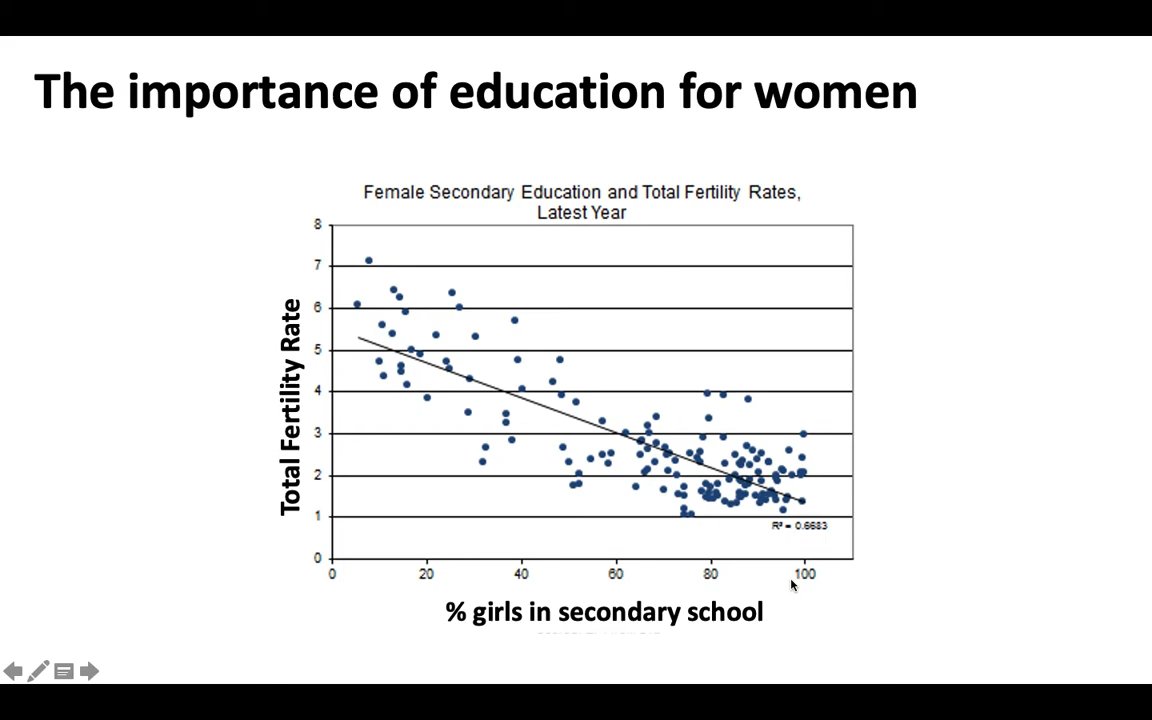 The importance of education for women
Female Secondary Education and Total Fertility Rates,
Latest Year
Total Fertility Rate
8
7
6
5
4
3
2
1
0
R² = 0.6683
0 20 40 60 80 100
% girls in secondary school